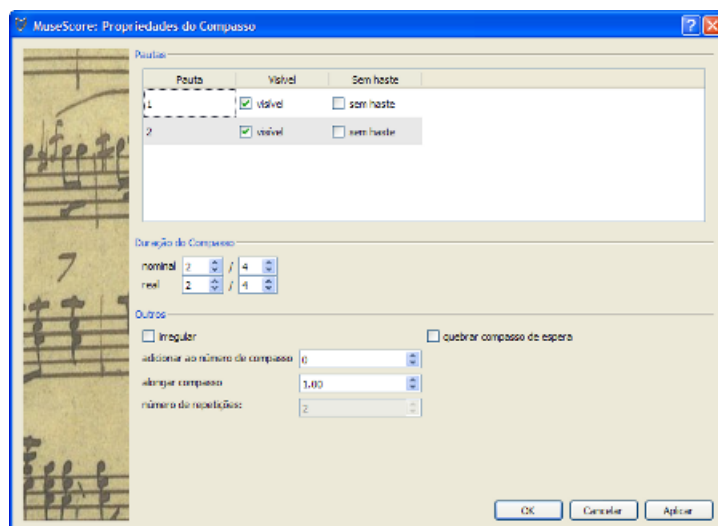 MuseScore: Propriedades do Compasso
Pautas
Pauta Visível Sem haste
1 visível sem haste
2 visível sem haste
Duração do Compasso
nominal 2 / 4
real 2 / 4
7
Outros
irregular quebrar compasso de espera
adicionar ao número de compasso 0
alongar compasso 1.00
número de repetições: 2
OK Cancelar Aplicar